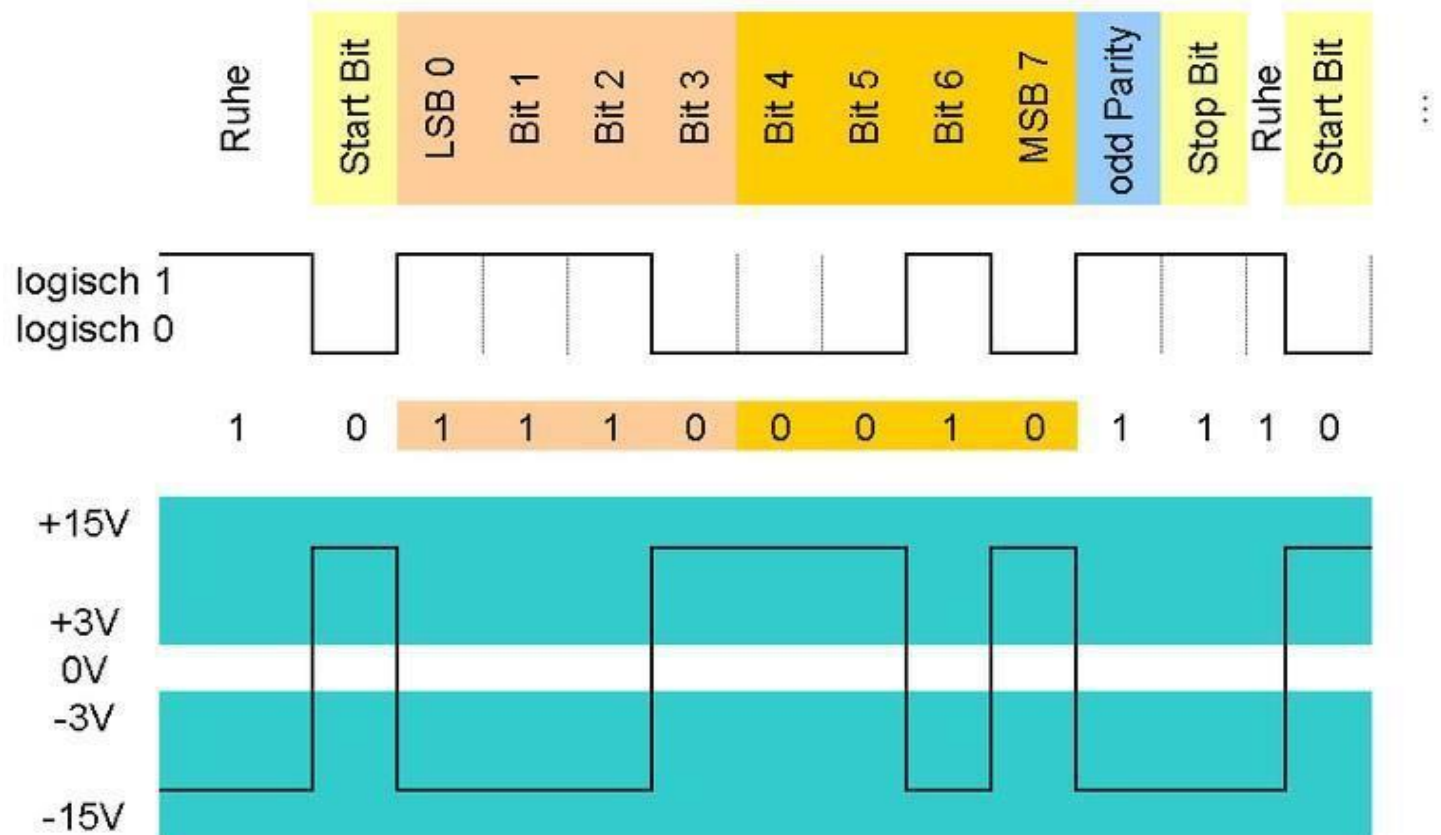 Ruhe
Start Bit
LSB 0
Bit 1
Bit 2
Bit 3
Bit 4
Bit 5
Bit 6
MSB 7
odd Parity
Stop Bit
Ruhe
Start Bit
...
logisch 1
logisch 0
1 0 1 1 1 0 0 0 1 0 1 1 1 0
+15V
+3V
0V
-3V
-15V